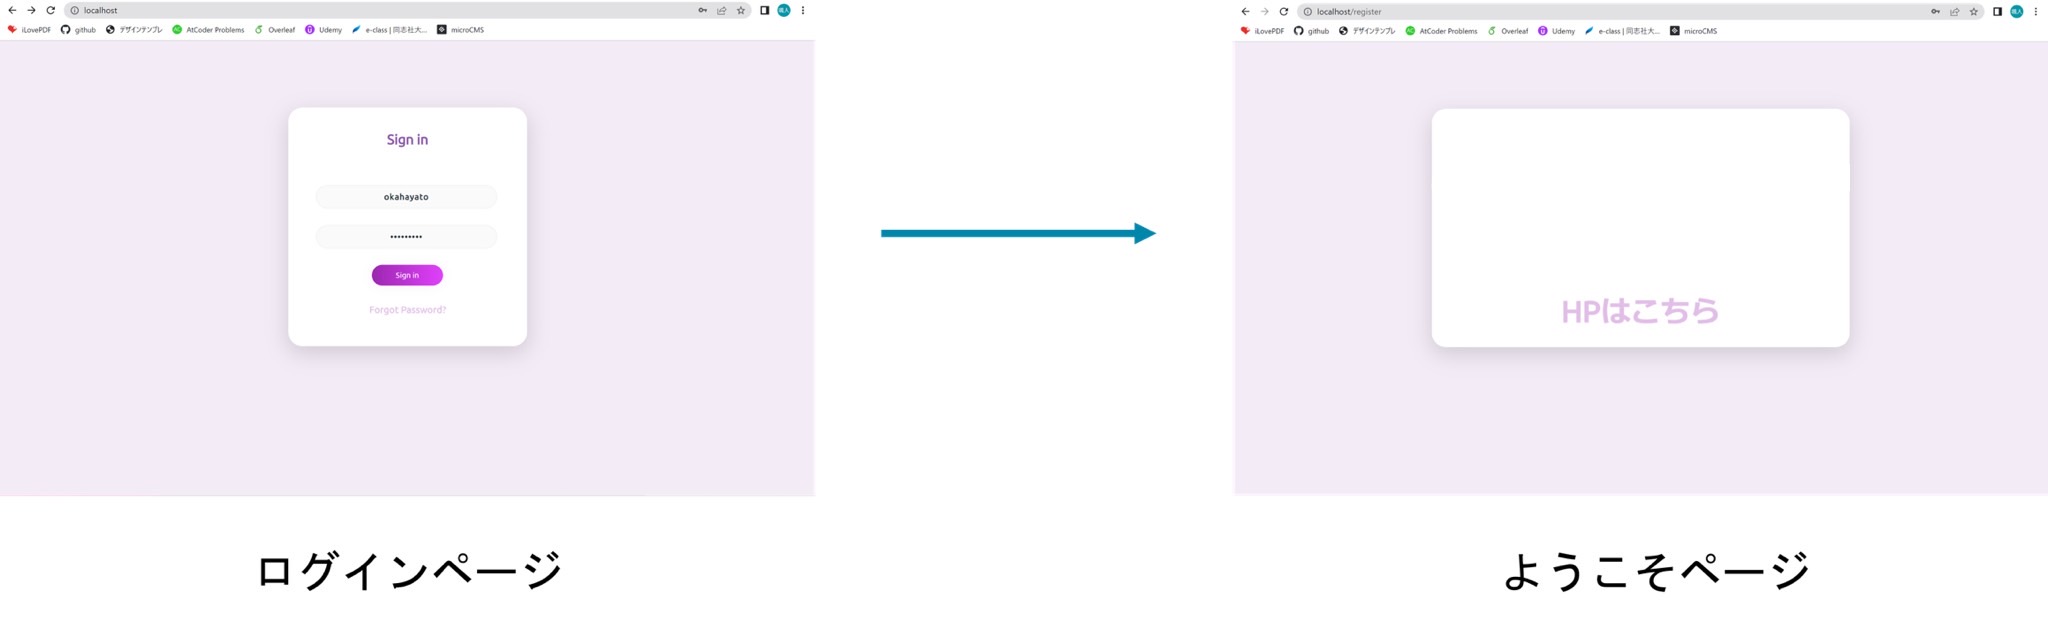 localhost
iLovePDF github デザインテンプレ AtCoder Problems Overleaf Udemy e-class | 同志社大... microCMS
Sign in
okahayato
•••••••••
Sign in
Forgot Password?
ログインページ
localhost/register
iLovePDF github デザインテンプレ AtCoder Problems Overleaf Udemy e-class | 同志社大... microCMS
HPはこちら
ようこそページ